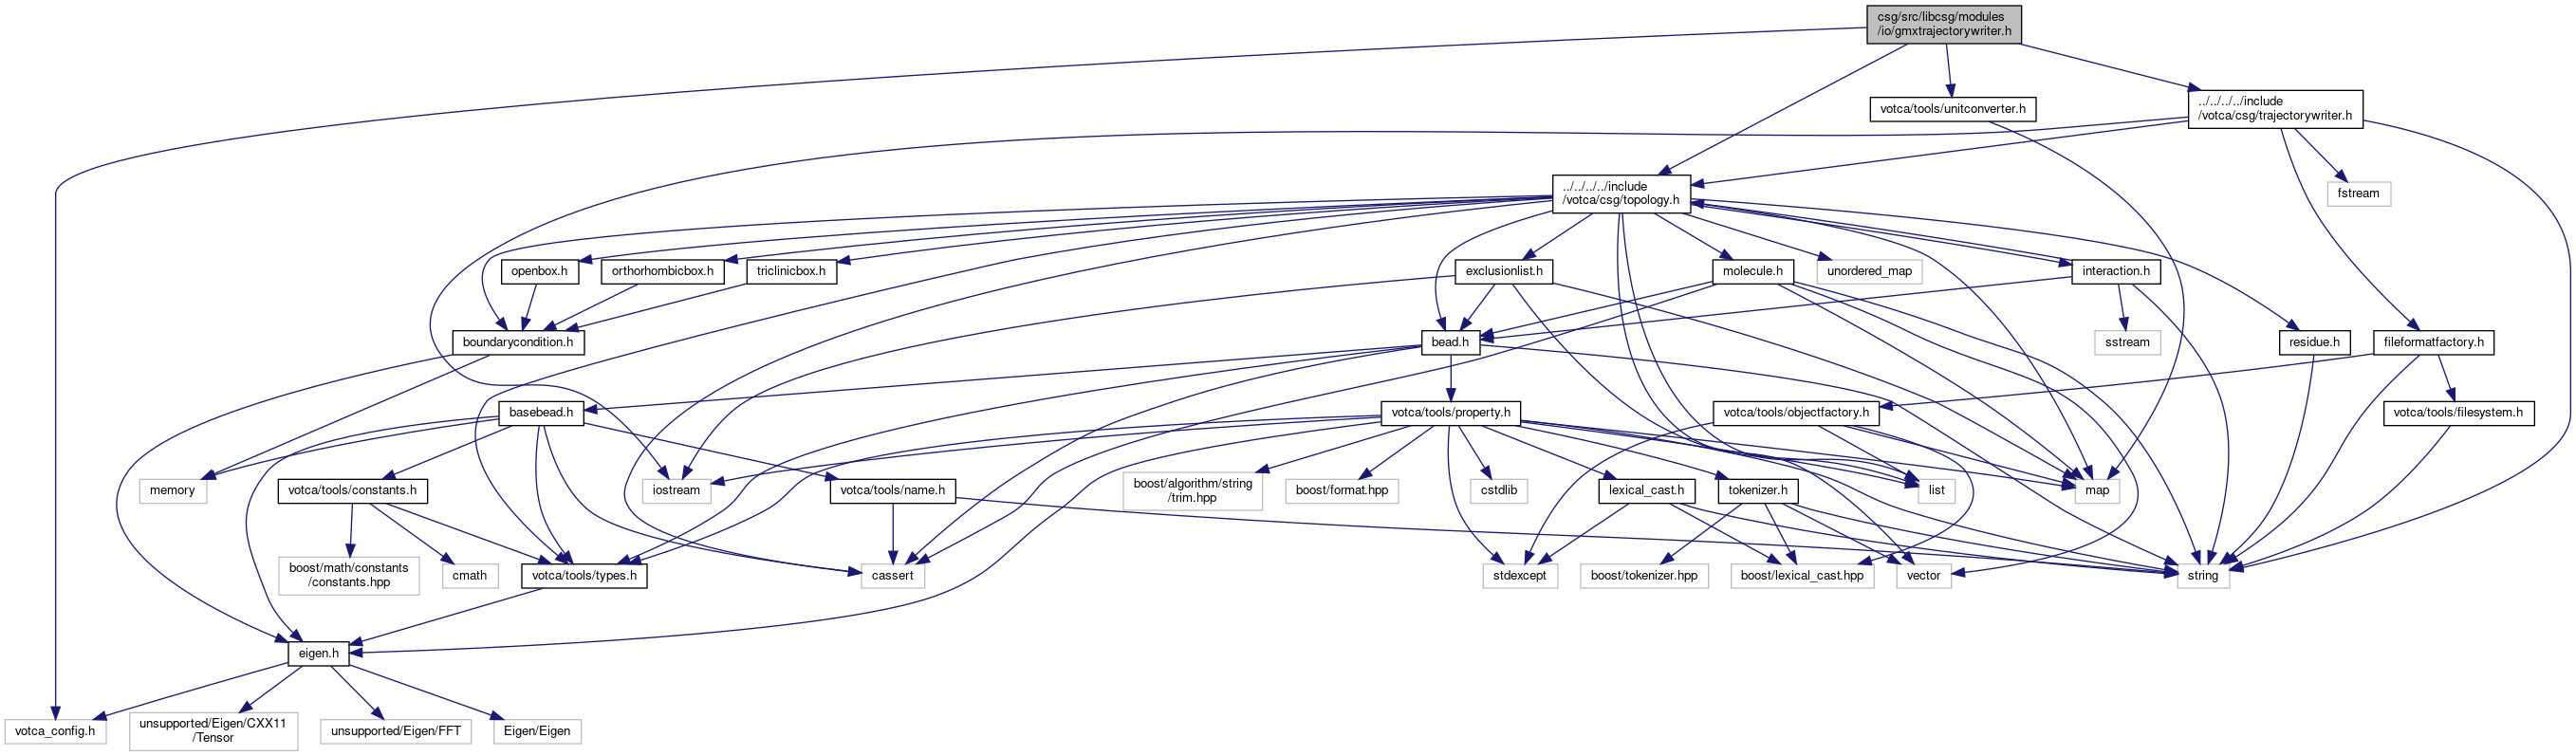 csg/src/libcsg/modules
/io/gmxtrajectorywriter.h
votca/tools/unitconverter.h
../../../../include
/votca/csg/trajectorywriter.h
../../../../include
/votca/csg/topology.h
fstream
openbox.h
orthorhombicbox.h
triclinicbox.h
exclusionlist.h
molecule.h
unordered_map
interaction.h
boundarycondition.h
bead.h
sstream
residue.h
fileformatfactory.h
basebead.h
votca/tools/property.h
votca/tools/objectfactory.h
votca/tools/filesystem.h
memory
votca/tools/constants.h
iostream
votca/tools/name.h
boost/algorithm/string
/trim.hpp
boost/format.hpp
cstdlib
lexical_cast.h
tokenizer.h
list
map
boost/math/constants
/constants.hpp
cmath
votca/tools/types.h
cassert
stdexcept
boost/tokenizer.hpp
boost/lexical_cast.hpp
vector
string
eigen.h
votca_config.h
unsupported/Eigen/CXX11
/Tensor
unsupported/Eigen/FFT
Eigen/Eigen